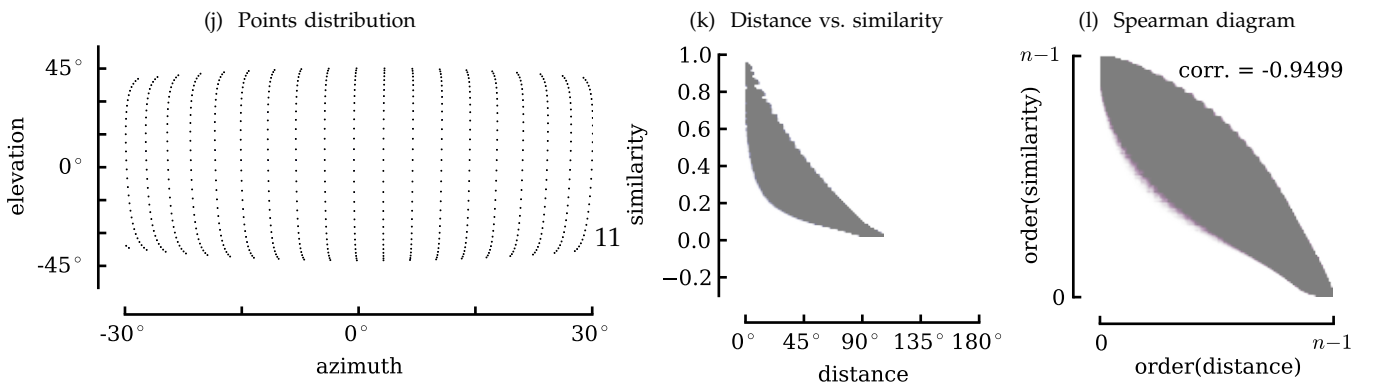 (j) Points distribution
45°
0°
-45°
elevation
11
-30°
0°
30°
azimuth
(k) Distance vs. similarity
1.0
0.8
0.6
0.4
0.2
0.0
−0.2
similarity
0° 45° 90° 135° 180°
distance
(l) Spearman diagram
n−1
corr. = -0.9499
order(similarity)
0
0
n−1
order(distance)